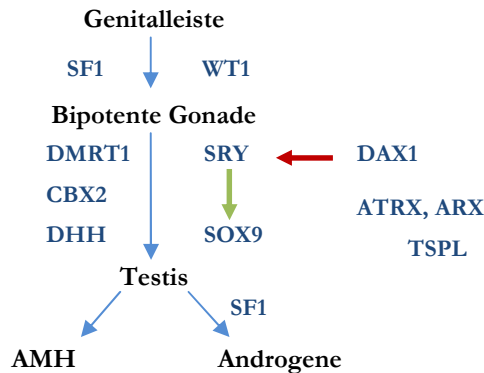 Genitalleiste
SF1 WT1
Bipotente Gonade
DMRT1 SRY DAX1
CBX2 ATRX, ARX
DHH SOX9 TSPL
Testis
SF1
AMH Androgene